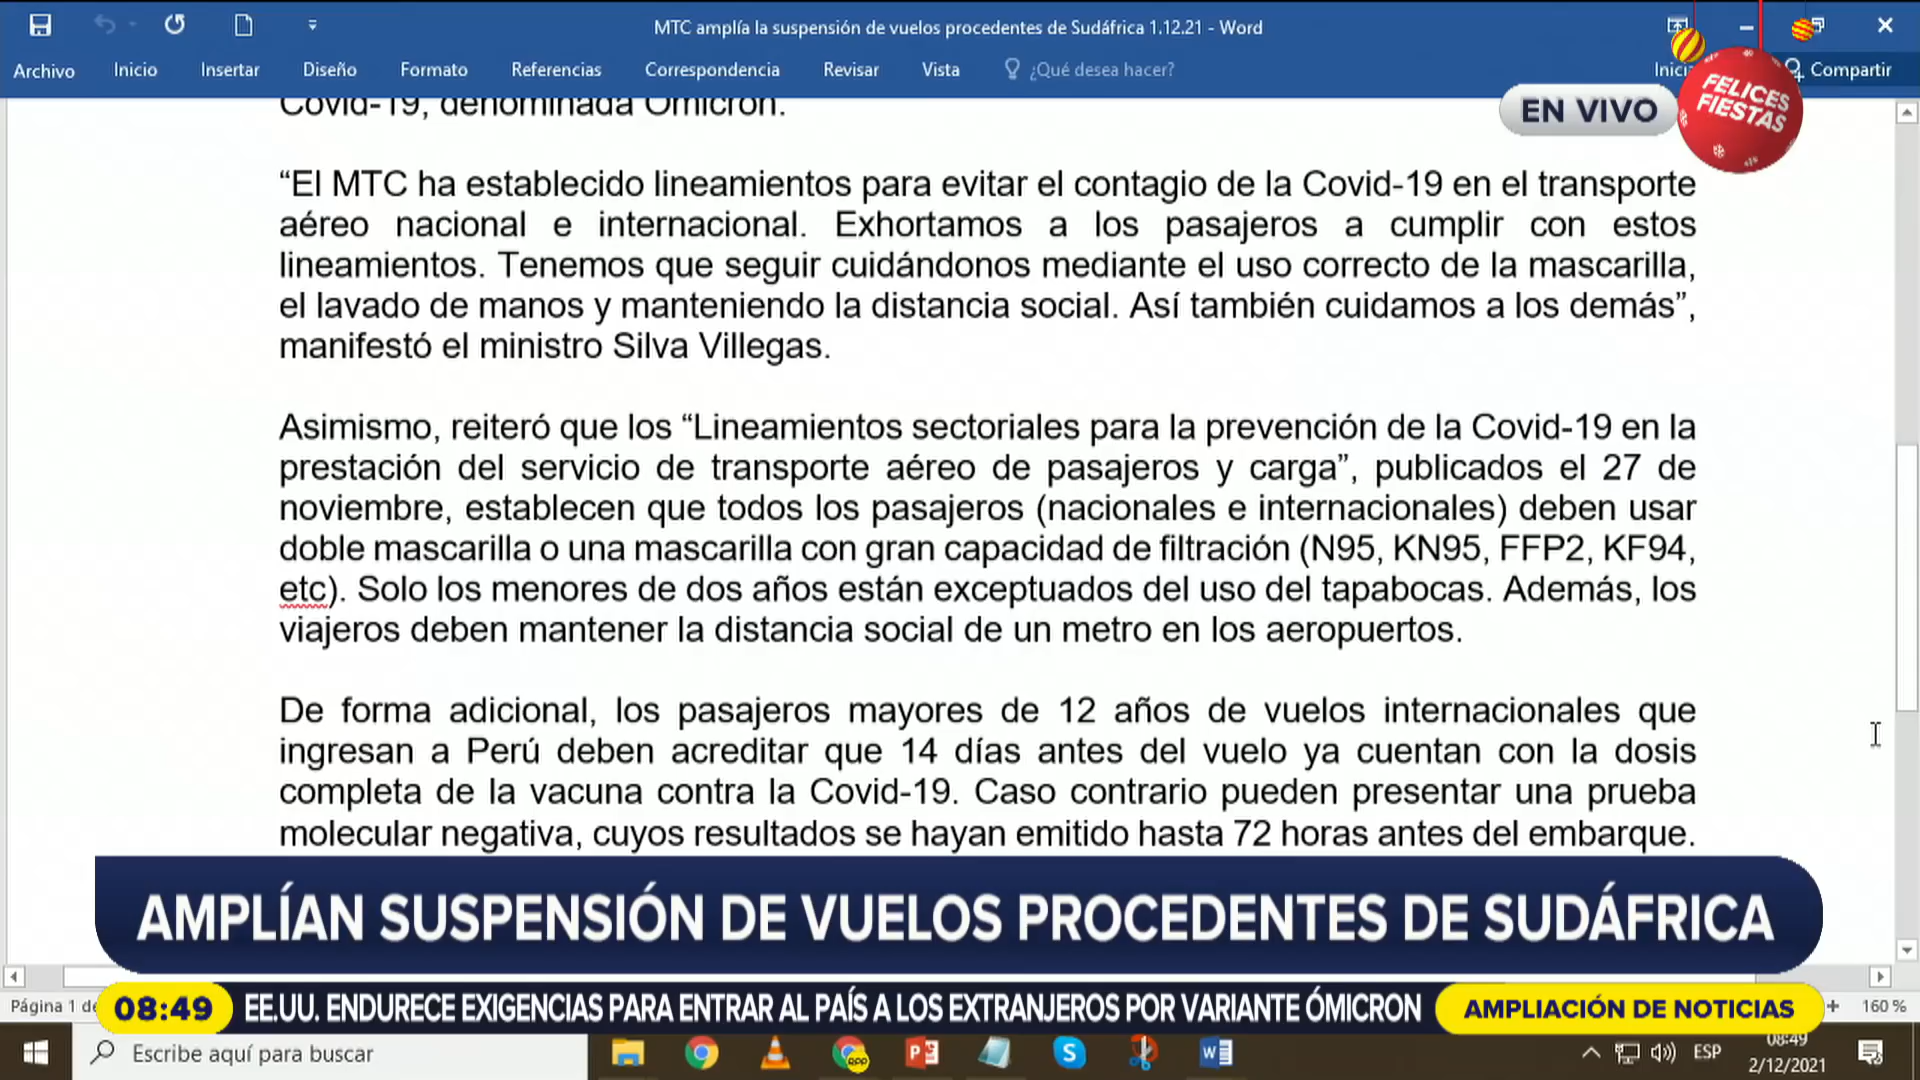 MTC amplía la suspensión de vuelos procedentes de Sudáfrica 1.12.21 - Word
Archivo Inicio Insertar Diseño Formato Referencias Correspondencia Revisar Vista ¿Qué desea hacer? Compartir
EN VIVO
FELICES
FIESTAS
Covid-19, denominada Ómicron.
“El MTC ha establecido lineamientos para evitar el contagio de la Covid-19 en el transporte
aéreo nacional e internacional. Exhortamos a los pasajeros a cumplir con estos
lineamientos. Tenemos que seguir cuidándonos mediante el uso correcto de la mascarilla,
el lavado de manos y manteniendo la distancia social. Así también cuidamos a los demás”,
manifestó el ministro Silva Villegas.
Asimismo, reiteró que los “Lineamientos sectoriales para la prevención de la Covid-19 en la
prestación del servicio de transporte aéreo de pasajeros y carga”, publicados el 27 de
noviembre, establecen que todos los pasajeros (nacionales e internacionales) deben usar
doble mascarilla o una mascarilla con gran capacidad de filtración (N95, KN95, FFP2, KF94,
etc). Solo los menores de dos años están exceptuados del uso del tapabocas. Además, los
viajeros deben mantener la distancia social de un metro en los aeropuertos.
De forma adicional, los pasajeros mayores de 12 años de vuelos internacionales que
ingresan a Perú deben acreditar que 14 días antes del vuelo ya cuentan con la dosis
completa de la vacuna contra la Covid-19. Caso contrario pueden presentar una prueba
molecular negativa, cuyos resultados se hayan emitido hasta 72 horas antes del embarque.
AMPLÍAN SUSPENSIÓN DE VUELOS PROCEDENTES DE SUDÁFRICA
Página 1 de
08:49 EE.UU. ENDURECE EXIGENCIAS PARA ENTRAR AL PAÍS A LOS EXTRANJEROS POR VARIANTE ÓMICRON AMPLIACIÓN DE NOTICIAS
+ 160 %
Escribe aquí para buscar
RPP
ESP
08:49
2/12/2021